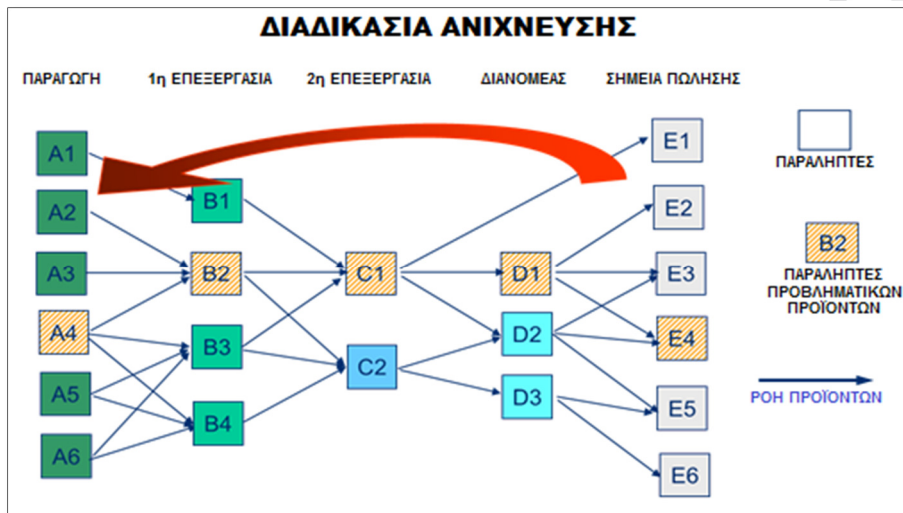 ΔΙΑΔΙΚΑΣΙΑ ΑΝΙΧΝΕΥΣΗΣ
ΠΑΡΑΓΩΓΗ
1η ΕΠΕΞΕΡΓΑΣΙΑ
2η ΕΠΕΞΕΡΓΑΣΙΑ
ΔΙΑΝΟΜΕΑΣ
ΣΗΜΕΙΑ ΠΩΛΗΣΗΣ
A1
A2
A3
A4
A5
A6
B1
B2
B3
B4
C1
C2
D1
D2
D3
E1
E2
E3
E4
E5
E6
ΠΑΡΑΛΗΠΤΕΣ
B2
ΠΑΡΑΛΗΠΤΕΣ
ΠΡΟΒΛΗΜΑΤΙΚΩΝ
ΠΡΟΪΟΝΤΩΝ
ΡΟΗ ΠΡΟΪΟΝΤΩΝ